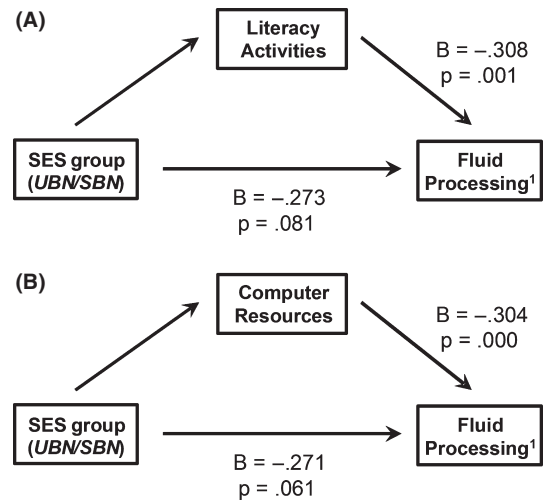 (A)
Literacy
Activities
B = –.308
p = .001
SES group
(UBN/SBN)
Fluid
Processing¹
B = –.273
p = .081
(B)
Computer
Resources
B = –.304
p = .000
SES group
(UBN/SBN)
Fluid
Processing¹
B = –.271
p = .061